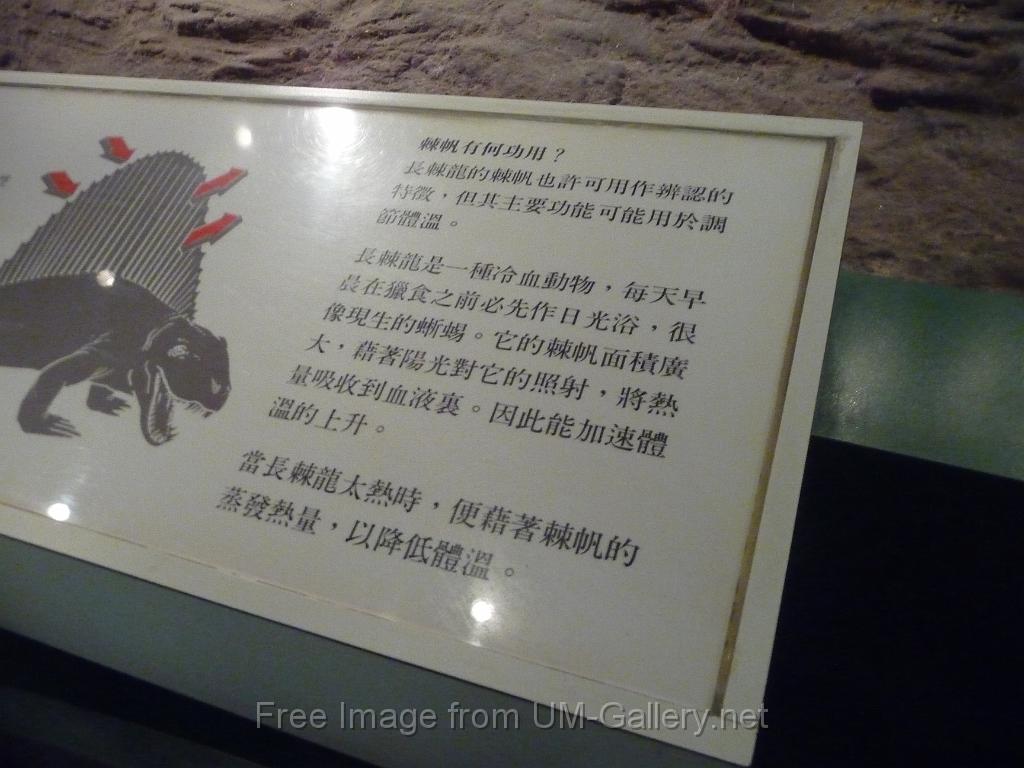 棘帆有何功用？
長棘龍的棘帆也許可用作辨認的
特徵，但其主要功能可能用於調
節體溫。
長棘龍是一種冷血動物，每天早
晨在獵食之前必先作日光浴，很
像現生的蜥蜴。它的棘帆面積廣
大，藉著陽光對它的照射，將熱
量吸收到血液裏。因此能加速體
溫的上升。
當長棘龍太熱時，便藉著棘帆的
蒸發熱量，以降低體溫。
Free Image from UM-Gallery.net